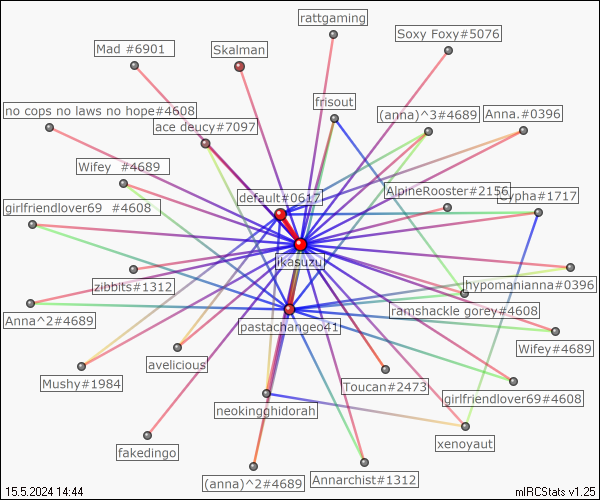 rattgaming
Soxy Foxy#5076
Mad #6901
Skalman
frisout
no cops no laws no hope#4608
(anna)^3#4689
Anna.#0396
ace deucy#7097
Wifey #4689
default#0617
AlpineRooster#2156
girlfriendlover69 #4608
ikasuzu
zibbits#1312
hypomanianna#0396
ramshackle gorey#4608
Anna^2#4689
pastachangeo41
Wifey#4689
avelicious
Mushy#1984
Toucan#2473
girlfriendlover69#4608
neokingghidorah
xenoyaut
fakedingo
(anna)^2#4689
Annarchist#1312
15.5.2024 14:44
mIRCStats v1.25